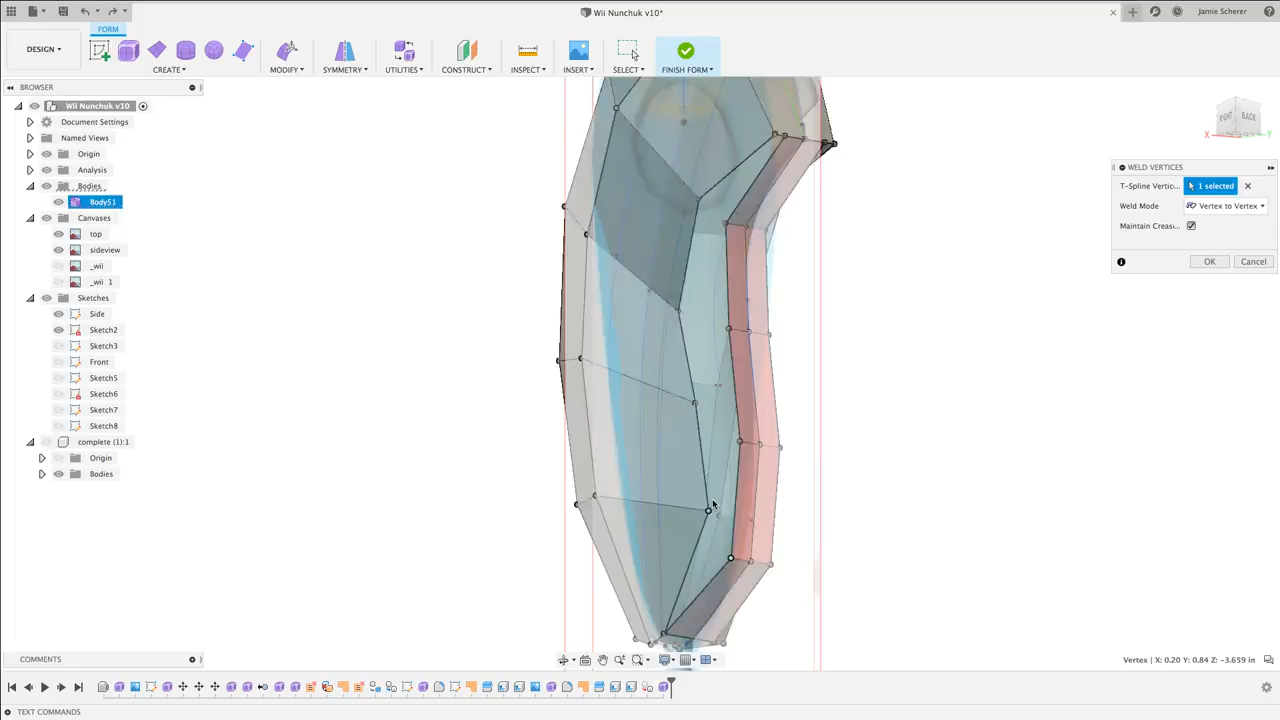 Wii Nunchuk v10*
Jamie Scherer
FORM
DESIGN
CREATE
MODIFY
SYMMETRY
UTILITIES
CONSTRUCT
INSPECT
INSERT
SELECT
FINISH FORM
BROWSER
Wii Nunchuk v10
Document Settings
Named Views
Origin
Analysis
Bodies
Body51
Canvases
top
sideview
_wii
_wii 1
Sketches
Side
Sketch2
Sketch3
Front
Sketch5
Sketch6
Sketch7
Sketch8
complete (1):1
Origin
Bodies
RIGHT
BACK
X
Y
WELD VERTICES
T-Spline Vertic...
1 selected
Weld Mode
Vertex to Vertex
Maintain Creas...
OK
Cancel
COMMENTS
Vertex | X: 0.20 Y: 0.84 Z: -3.659 in
TEXT COMMANDS